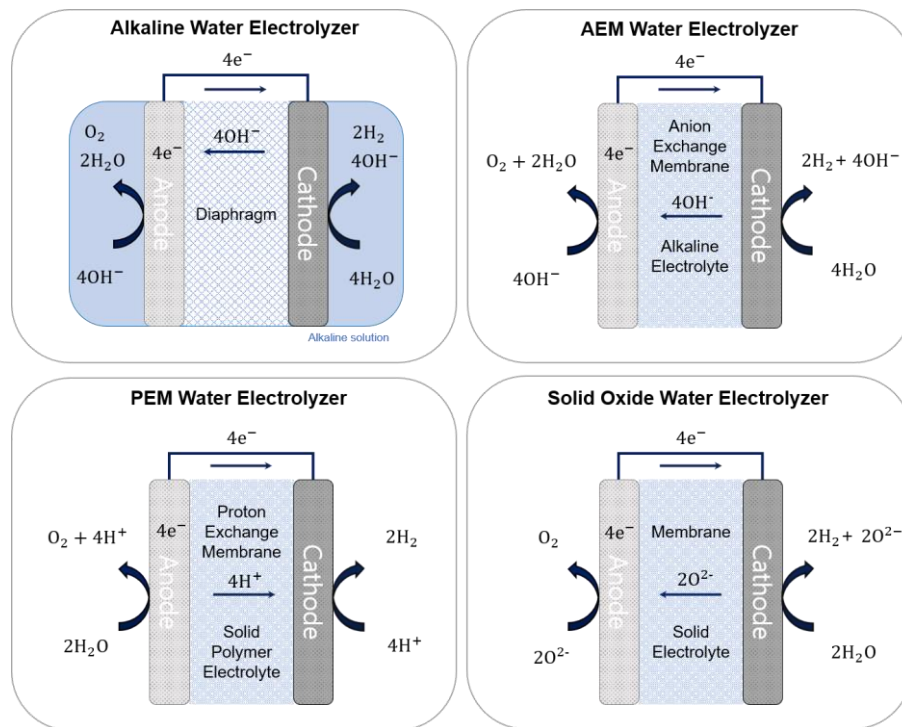 Alkaline Water Electrolyzer
4e⁻
O₂
2H₂O
4OH⁻
4e⁻
Anode
4OH⁻
Diaphragm
Cathode
2H₂
4OH⁻
4H₂O
Alkaline solution
AEM Water Electrolyzer
4e⁻
O₂ + 2H₂O
4OH⁻
4e⁻
Anode
Anion
Exchange
Membrane
4OH⁻
Alkaline
Electrolyte
Cathode
2H₂ + 4OH⁻
4H₂O
PEM Water Electrolyzer
4e⁻
O₂ + 4H⁺
2H₂O
4e⁻
Anode
Proton
Exchange
Membrane
4H⁺
Solid
Polymer
Electrolyte
Cathode
2H₂
4H⁺
Solid Oxide Water Electrolyzer
4e⁻
O₂
2O²⁻
4e⁻
Anode
Membrane
2O²⁻
Solid
Electrolyte
Cathode
2H₂ + 2O²⁻
2H₂O